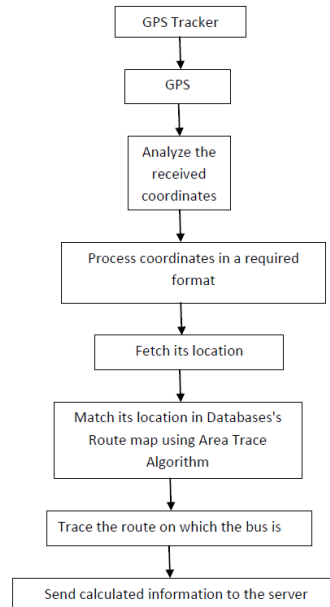 GPS Tracker
GPS
Analyze the
received
coordinates
Process coordinates in a required
format
Fetch its location
Match its location in Databases's
Route map using Area Trace
Algorithm
Trace the route on which the bus is
Send calculated information to the server